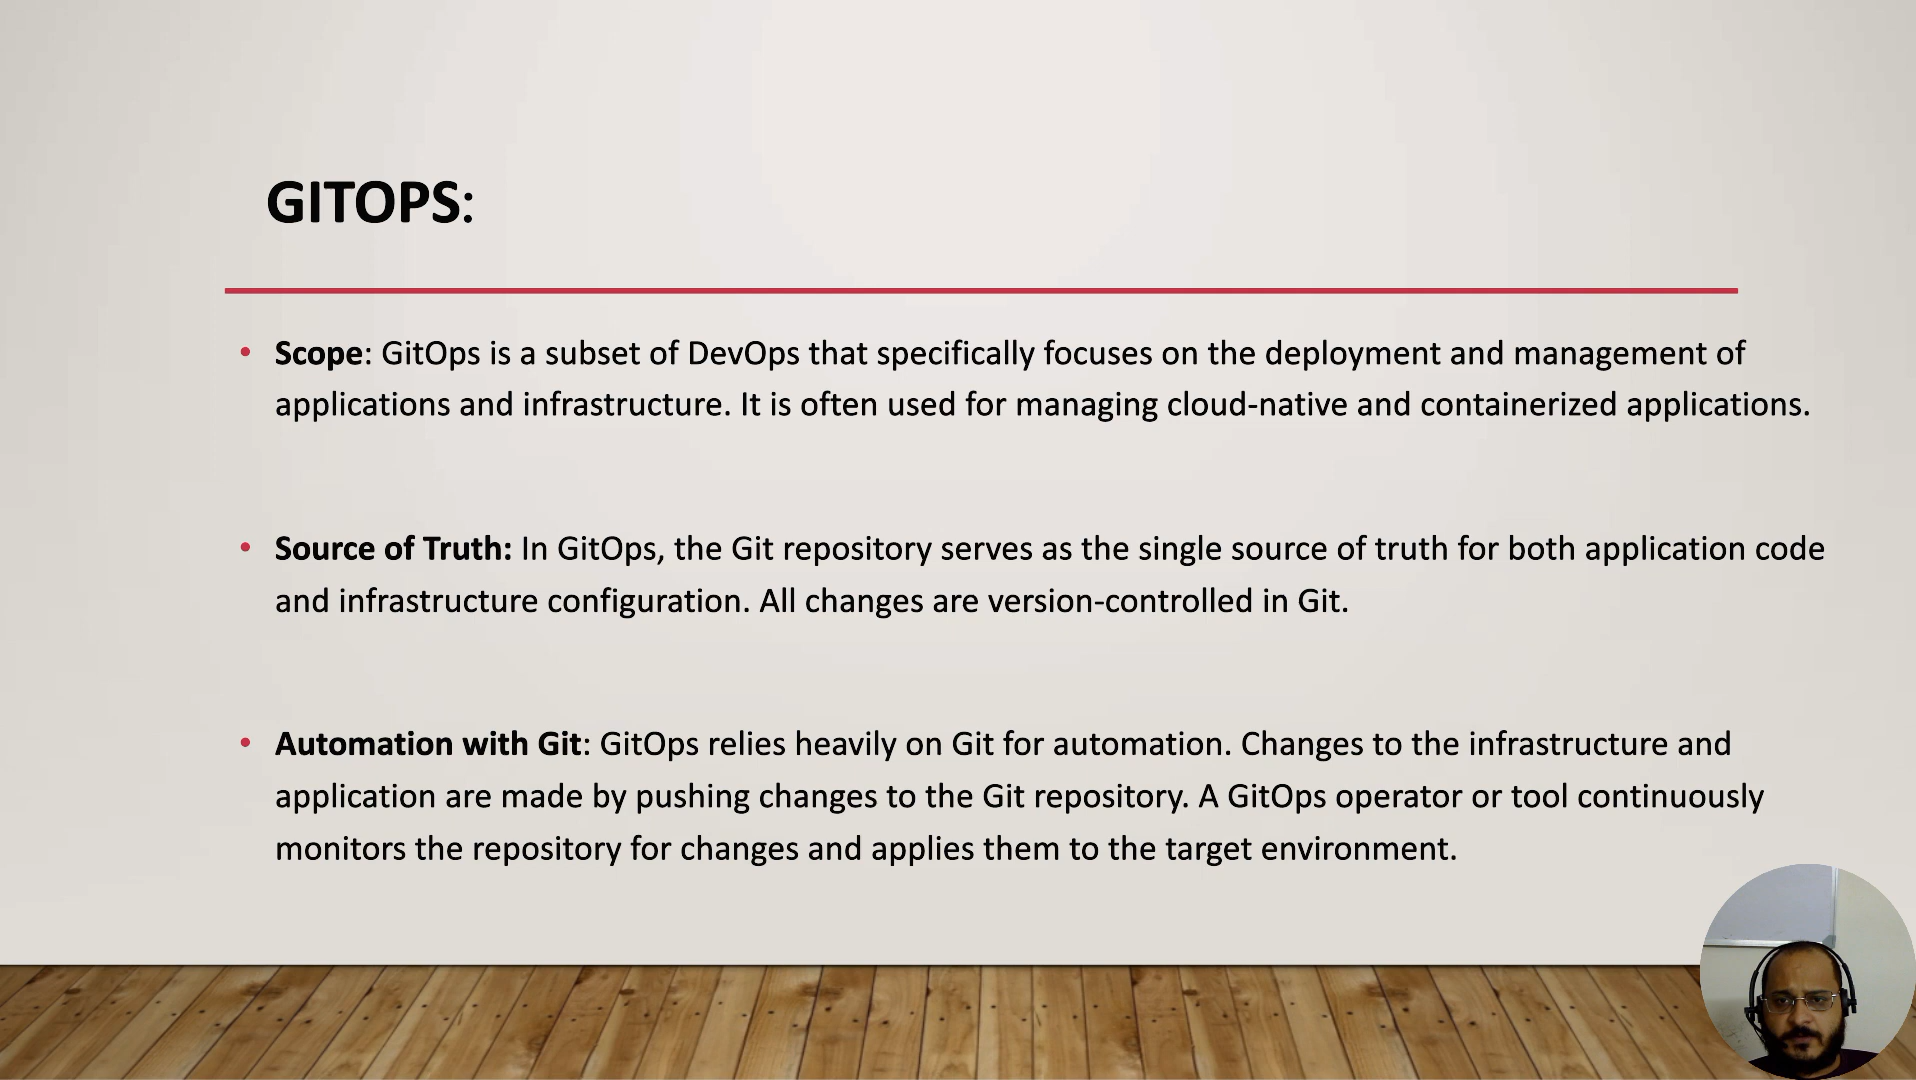 GITOPS:
• Scope: GitOps is a subset of DevOps that specifically focuses on the deployment and management of
applications and infrastructure. It is often used for managing cloud-native and containerized applications.
• Source of Truth: In GitOps, the Git repository serves as the single source of truth for both application code
and infrastructure configuration. All changes are version-controlled in Git.
• Automation with Git: GitOps relies heavily on Git for automation. Changes to the infrastructure and
application are made by pushing changes to the Git repository. A GitOps operator or tool continuously
monitors the repository for changes and applies them to the target environment.